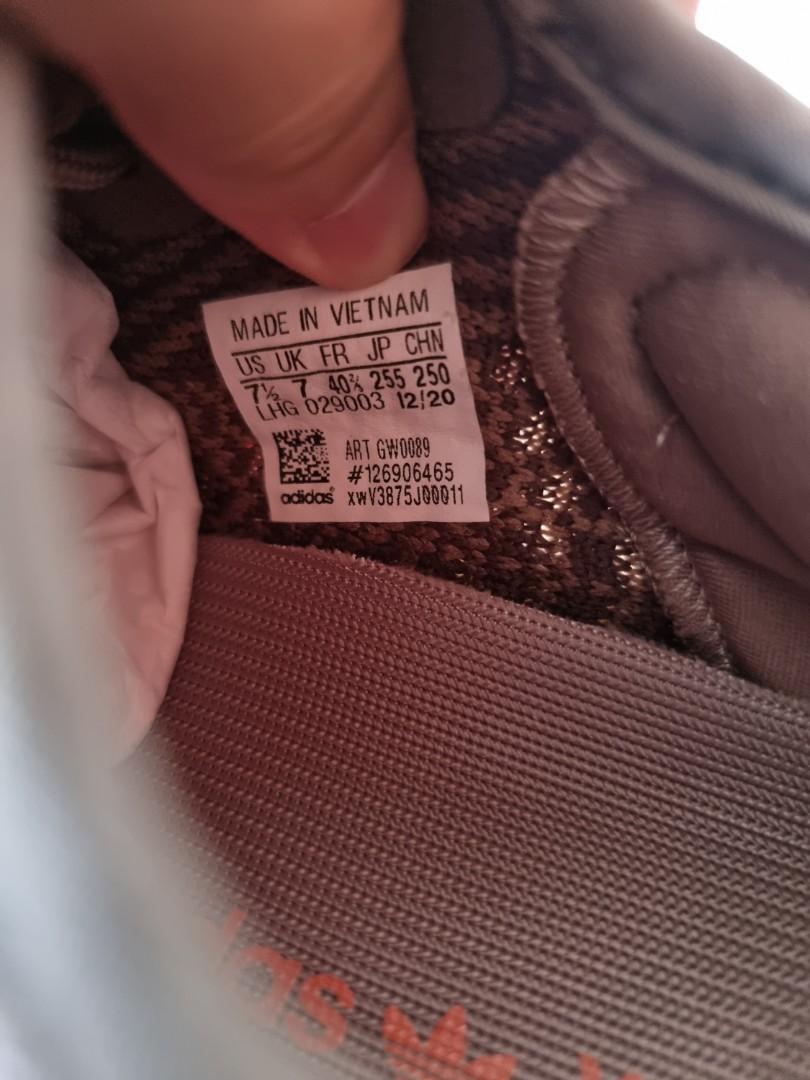 MADE IN VIETNAM
US UK FR JP CHN
7½ 7 40⅔ 255 250
LHG 029003 12/20
ART GW0089
#126906465
adidas® xwV3875J00011
das